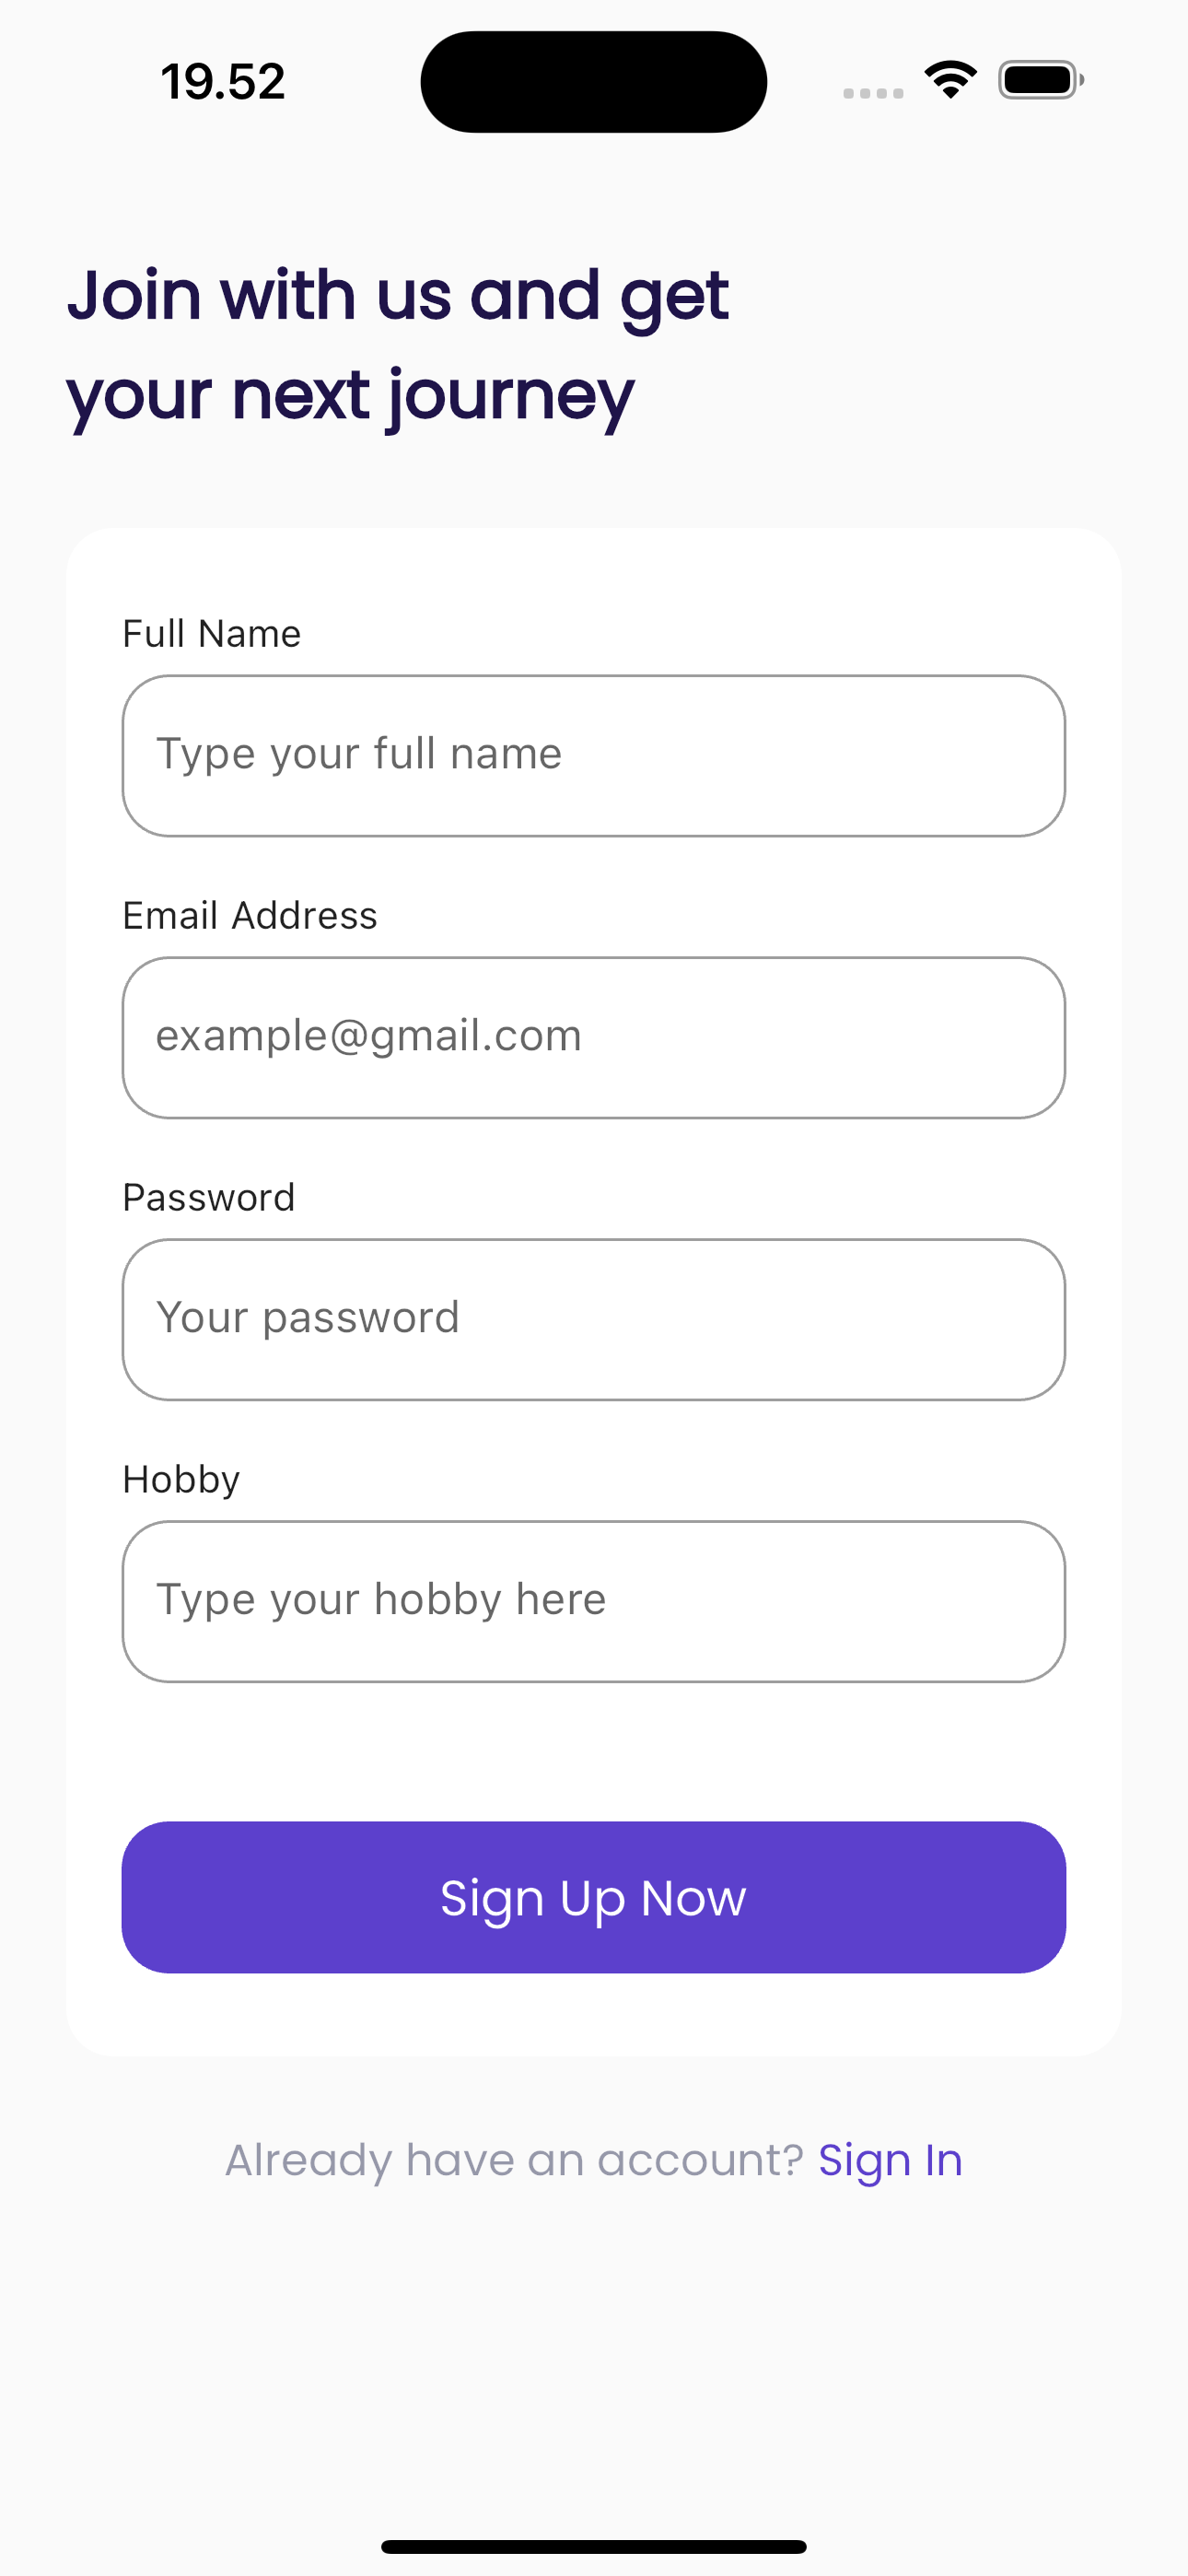 19.52
Join with us and get
your next journey
Full Name
Type your full name
Email Address
example@gmail.com
Password
Your password
Hobby
Type your hobby here
Sign Up Now
Already have an account? Sign In